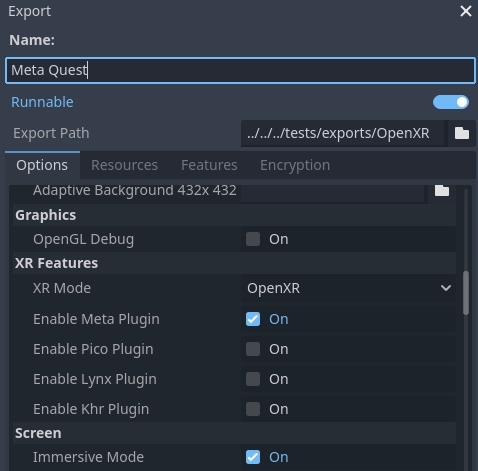 Export
Name:
Meta Quest
Runnable
Export Path ../../../tests/exports/OpenXR
Options Resources Features Encryption
Adaptive Background 432x 432
Graphics
OpenGL Debug On
XR Features
XR Mode OpenXR
Enable Meta Plugin On
Enable Pico Plugin On
Enable Lynx Plugin On
Enable Khr Plugin On
Screen
Immersive Mode On